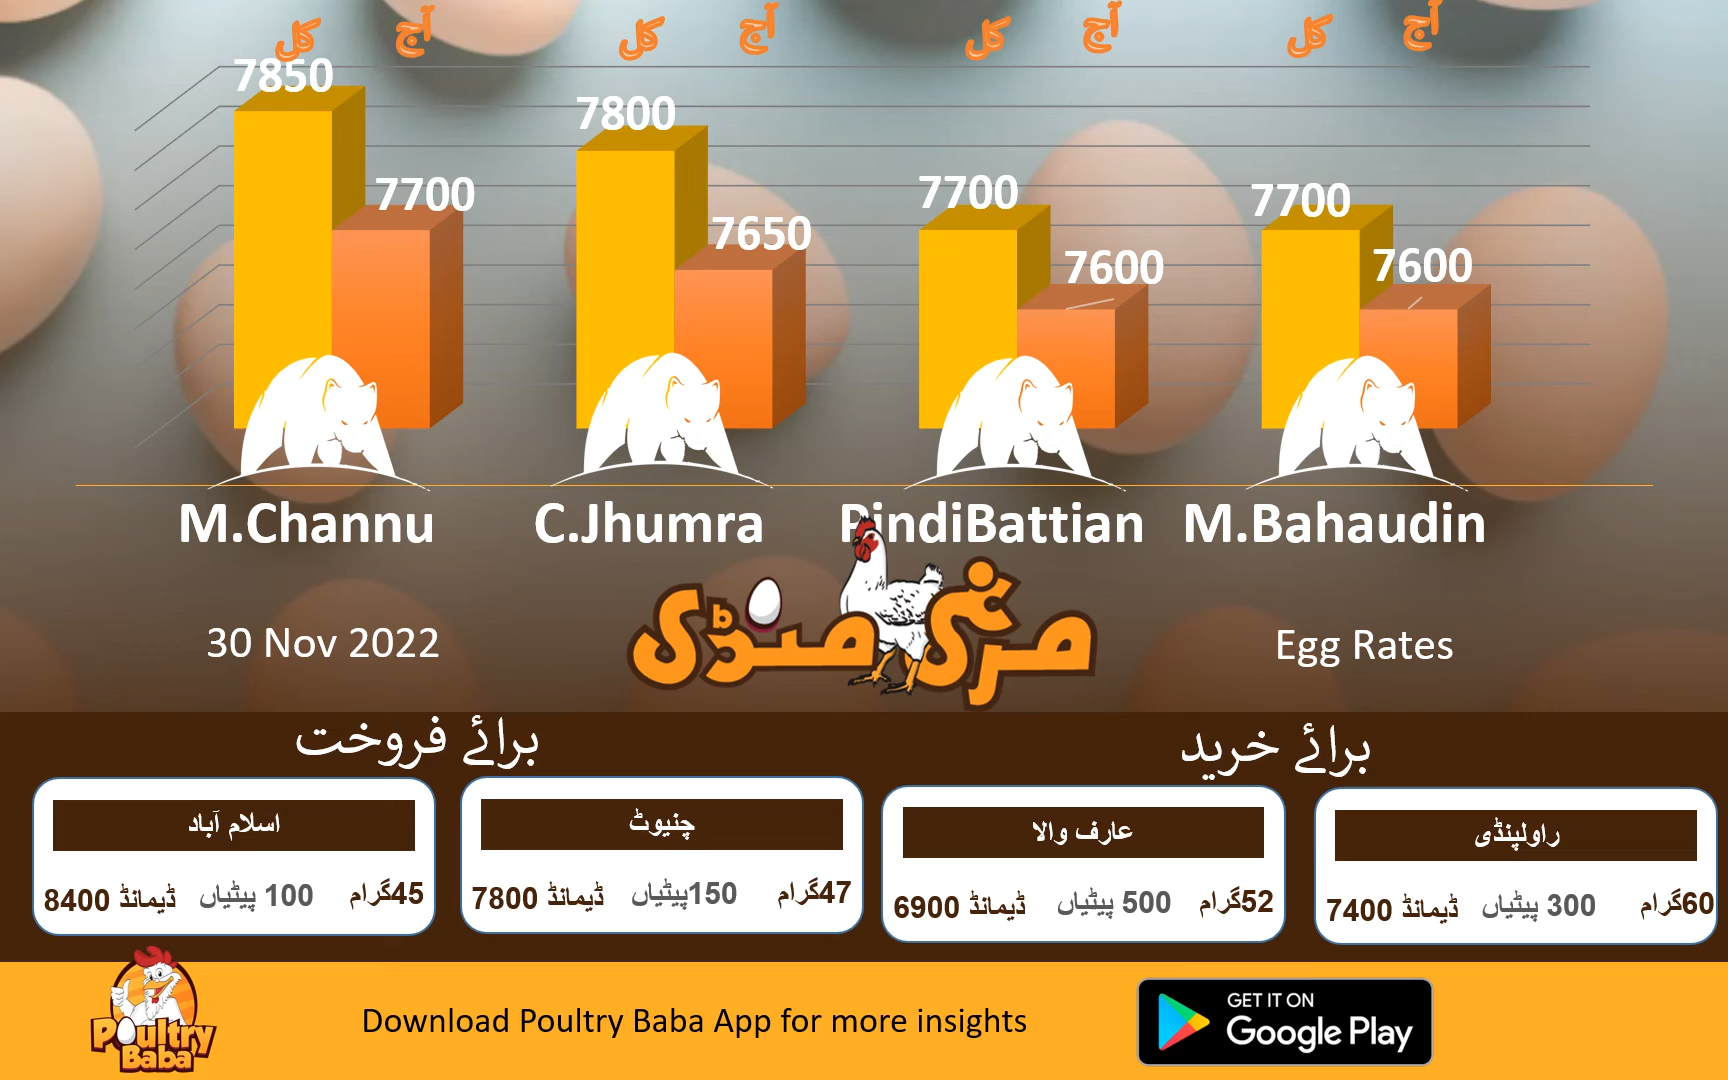 کل آج کل آج کل آج کل آج
7850 7700 7800 7650 7700 7600 7700 7600
M.Channu C.Jhumra PindiBattian M.Bahaudin
30 Nov 2022
مرغی منڈی
Egg Rates
برائے فروخت
برائے خرید
اسلام آباد
45گرام 100 پیٹیاں ڈیمانڈ 8400
چنیوٹ
47گرام 150پیٹیاں ڈیمانڈ 7800
عارف والا
52گرام 500 پیٹیاں ڈیمانڈ 6900
راولپنڈی
60گرام 300 پیٹیاں ڈیمانڈ 7400
Poultry
Baba
Download Poultry Baba App for more insights
GET IT ON
Google Play